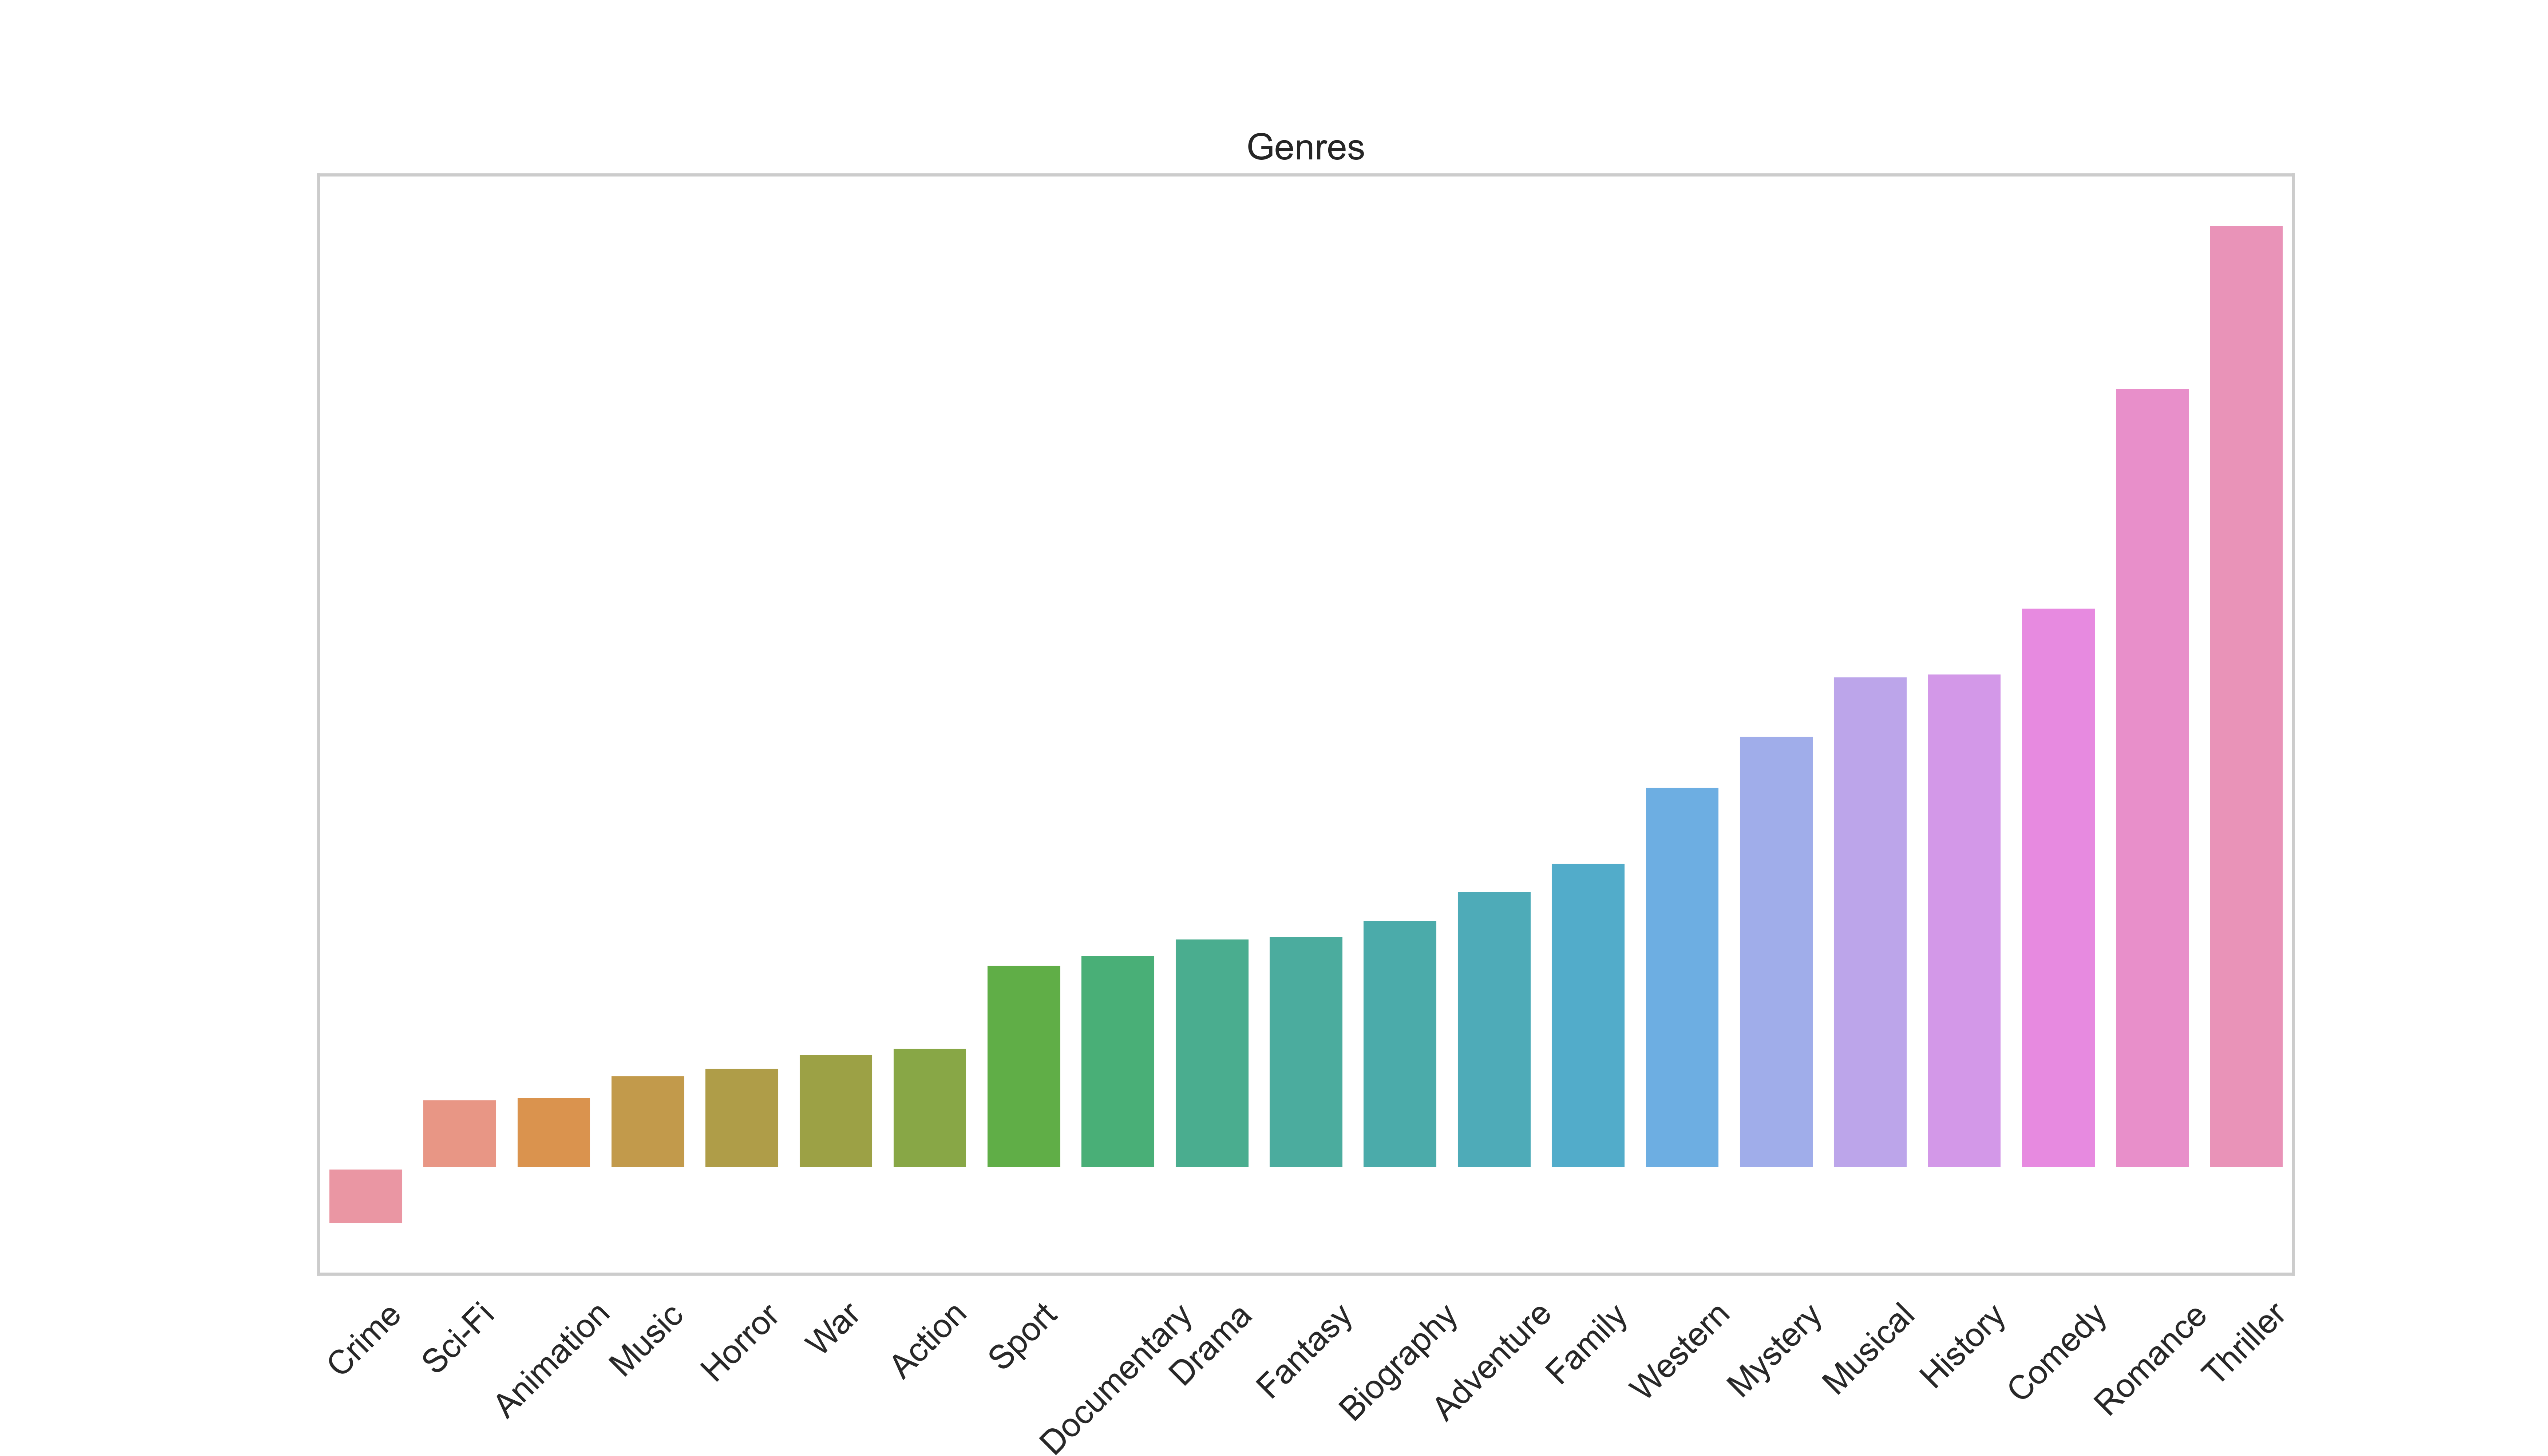 Genres
Crime
Sci-Fi
Animation
Music
Horror
War
Action
Sport
Documentary
Drama
Fantasy
Biography
Adventure
Family
Western
Mystery
Musical
History
Comedy
Romance
Thriller